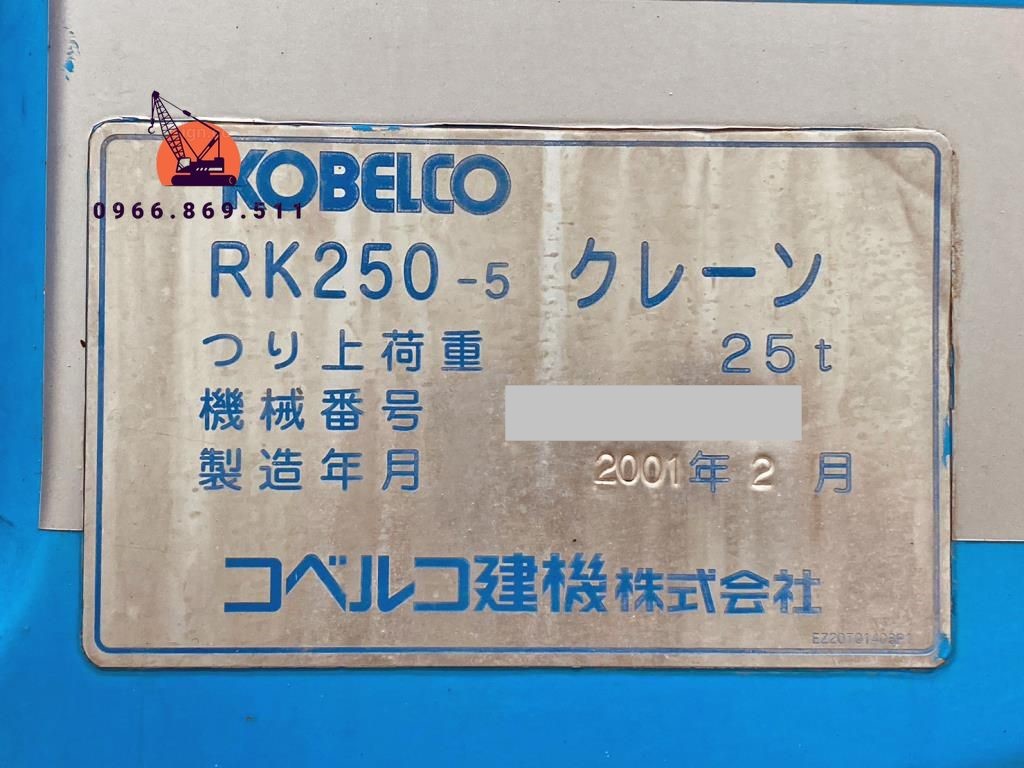 KOBELCO
0966.869.511
RK250-5 クレーン
つり上荷重 25t
機械番号
製造年月 2001年2月
コベルコ建機株式会社